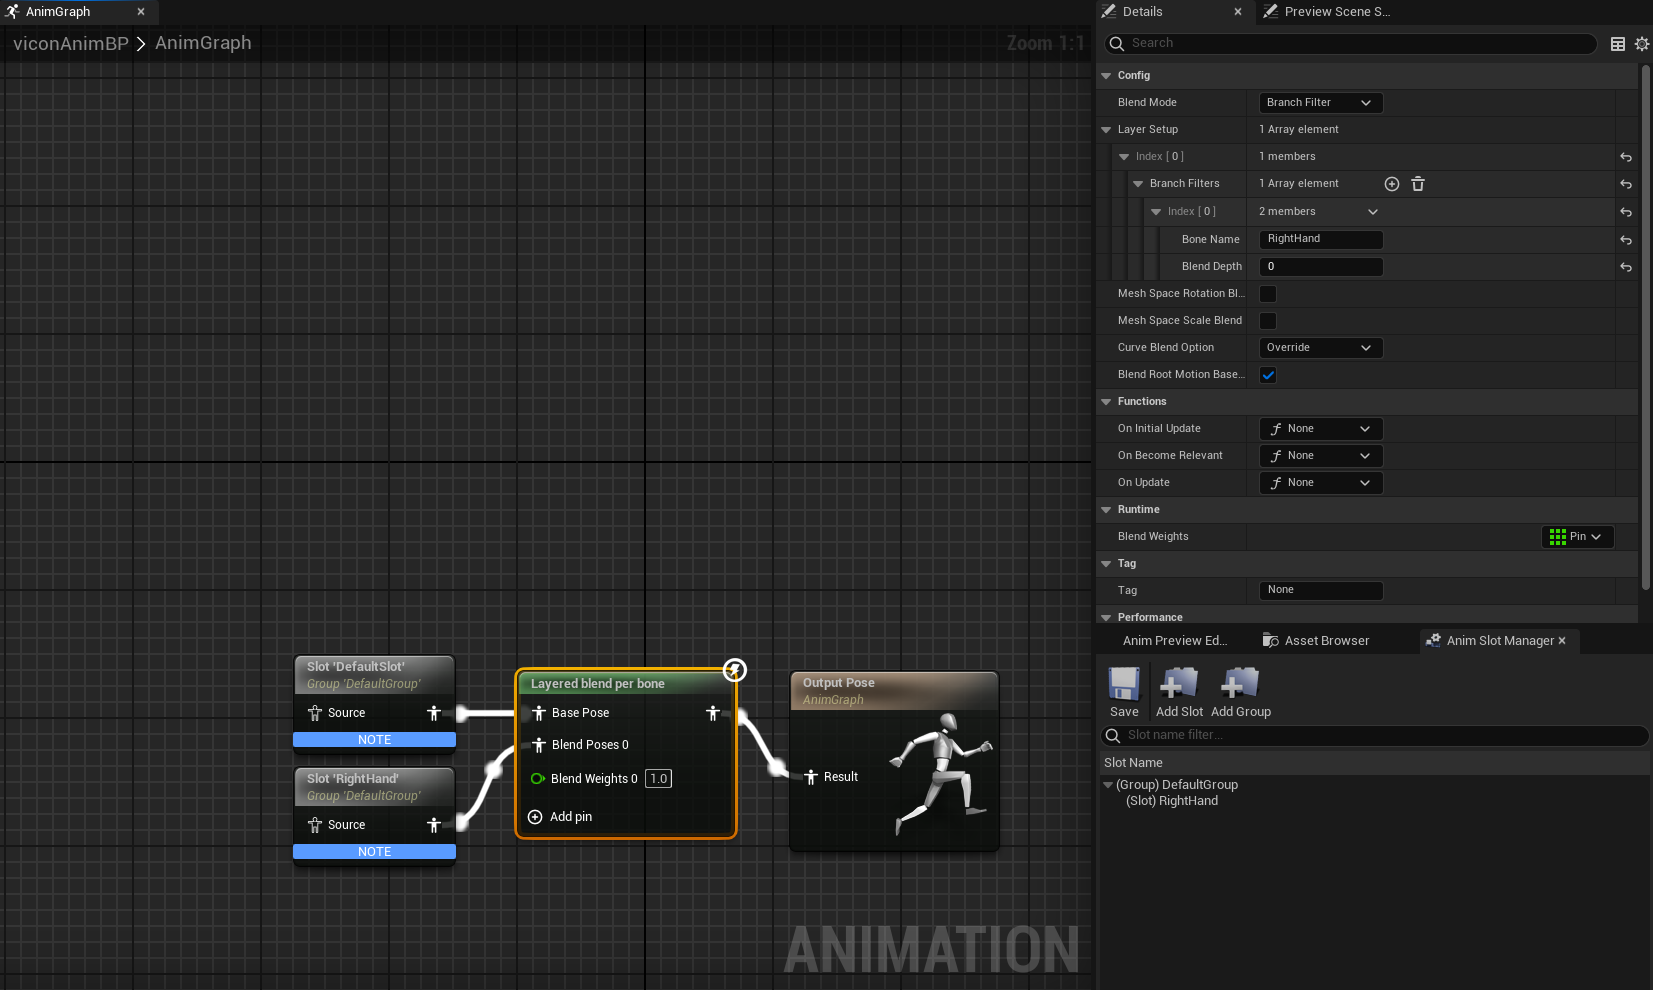 AnimGraph
viconAnimBP > AnimGraph
Zoom 1:1
Slot 'DefaultSlot'
Group 'DefaultGroup'
Source
NOTE
Slot 'RightHand'
Group 'DefaultGroup'
Source
NOTE
Layered blend per bone
Base Pose
Blend Poses 0
Blend Weights 0 1.0
Add pin
Output Pose
AnimGraph
Result
ANIMATION
Details
Preview Scene S...
Search
Config
Blend Mode Branch Filter
Layer Setup 1 Array element
Index [ 0 ] 1 members
Branch Filters 1 Array element
Index [ 0 ] 2 members
Bone Name RightHand
Blend Depth 0
Mesh Space Rotation Bl...
Mesh Space Scale Blend
Curve Blend Option Override
Blend Root Motion Base...
Functions
On Initial Update None
On Become Relevant None
On Update None
Runtime
Blend Weights Pin
Tag
Tag None
Performance
Anim Preview Ed...
Asset Browser
Anim Slot Manager
Save
Add Slot
Add Group
Slot name filter...
Slot Name
(Group) DefaultGroup
(Slot) RightHand